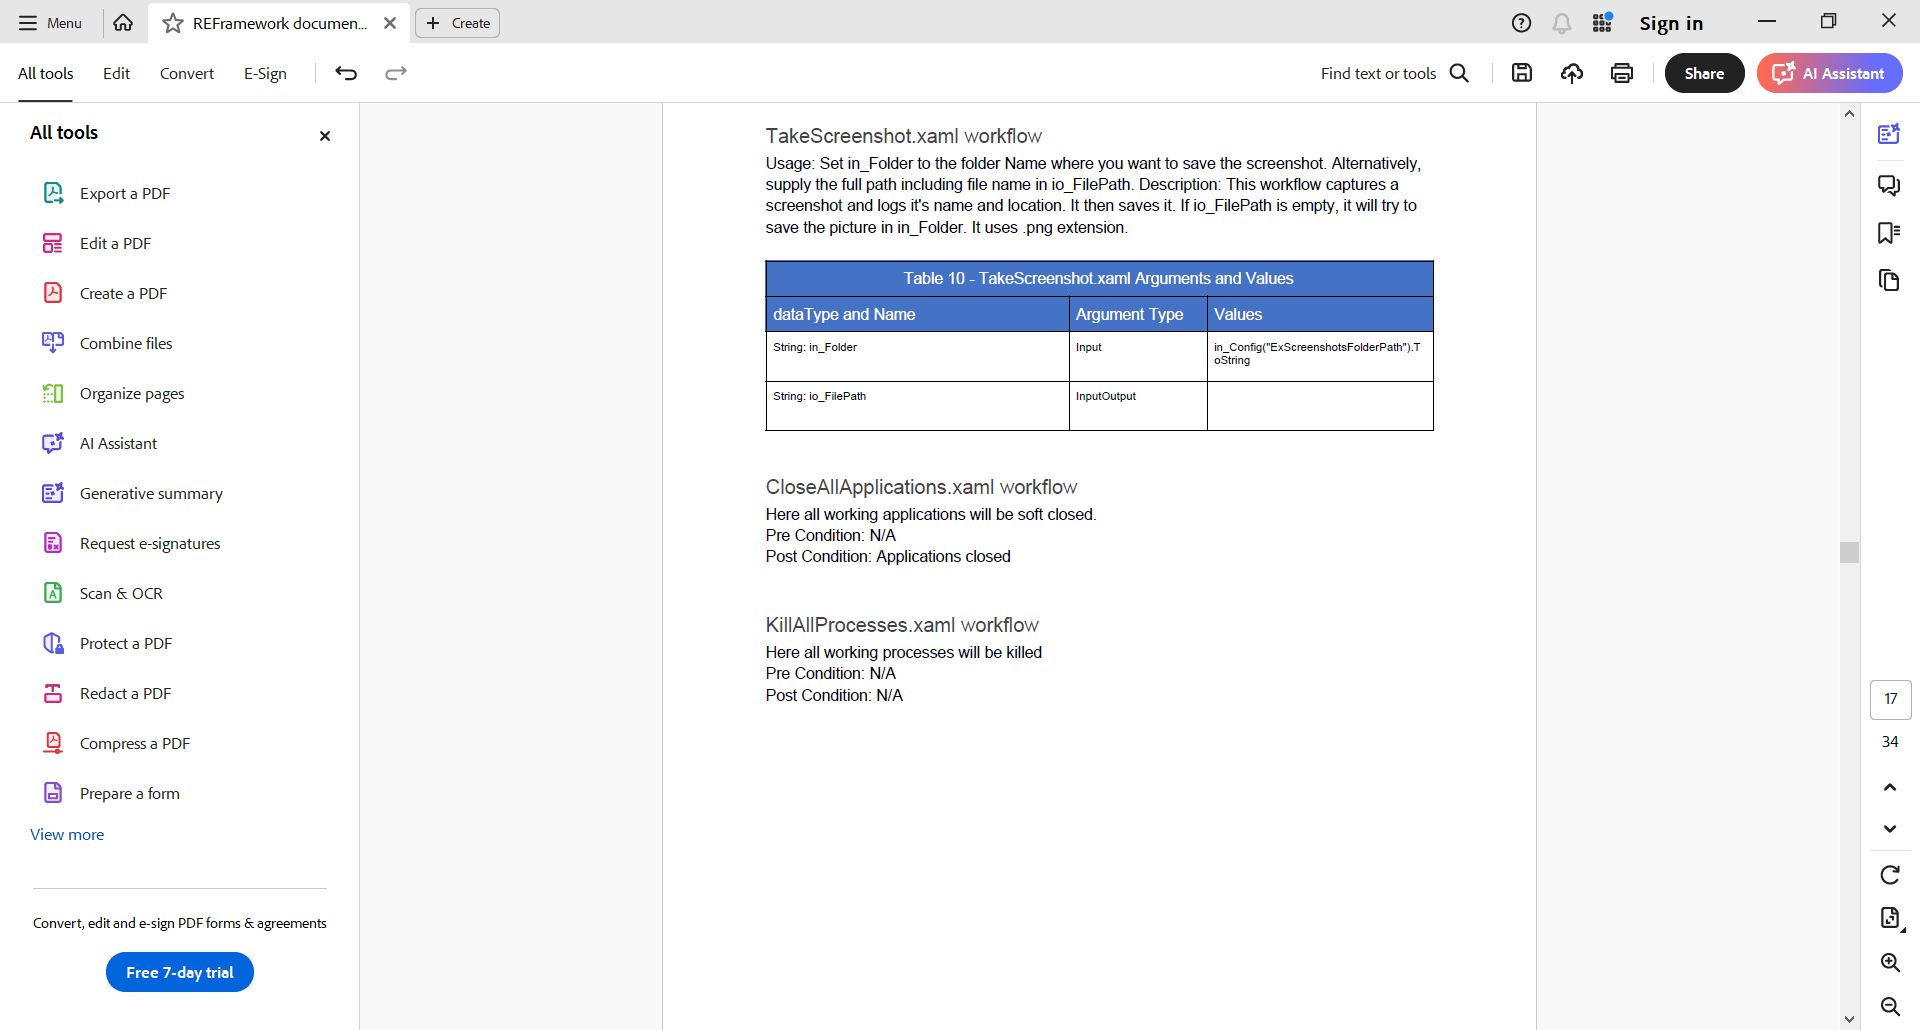 Menu
REFramework documen...
Create
Sign in
All tools
Edit
Convert
E-Sign
Find text or tools
Share
AI Assistant
All tools
Export a PDF
Edit a PDF
Create a PDF
Combine files
Organize pages
AI Assistant
Generative summary
Request e-signatures
Scan & OCR
Protect a PDF
Redact a PDF
Compress a PDF
Prepare a form
View more
Convert, edit and e-sign PDF forms & agreements
Free 7-day trial
TakeScreenshot.xaml workflow
Usage: Set in_Folder to the folder Name where you want to save the screenshot. Alternatively,
supply the full path including file name in io_FilePath. Description: This workflow captures a
screenshot and logs it's name and location. It then saves it. If io_FilePath is empty, it will try to
save the picture in in_Folder. It uses .png extension.
Table 10 - TakeScreenshot.xaml Arguments and Values
dataType and Name
Argument Type
Values
String: in_Folder
Input
in_Config("ExScreenshotsFolderPath").T
oString
String: io_FilePath
InputOutput
CloseAllApplications.xaml workflow
Here all working applications will be soft closed.
Pre Condition: N/A
Post Condition: Applications closed
KillAllProcesses.xaml workflow
Here all working processes will be killed
Pre Condition: N/A
Post Condition: N/A
17
34